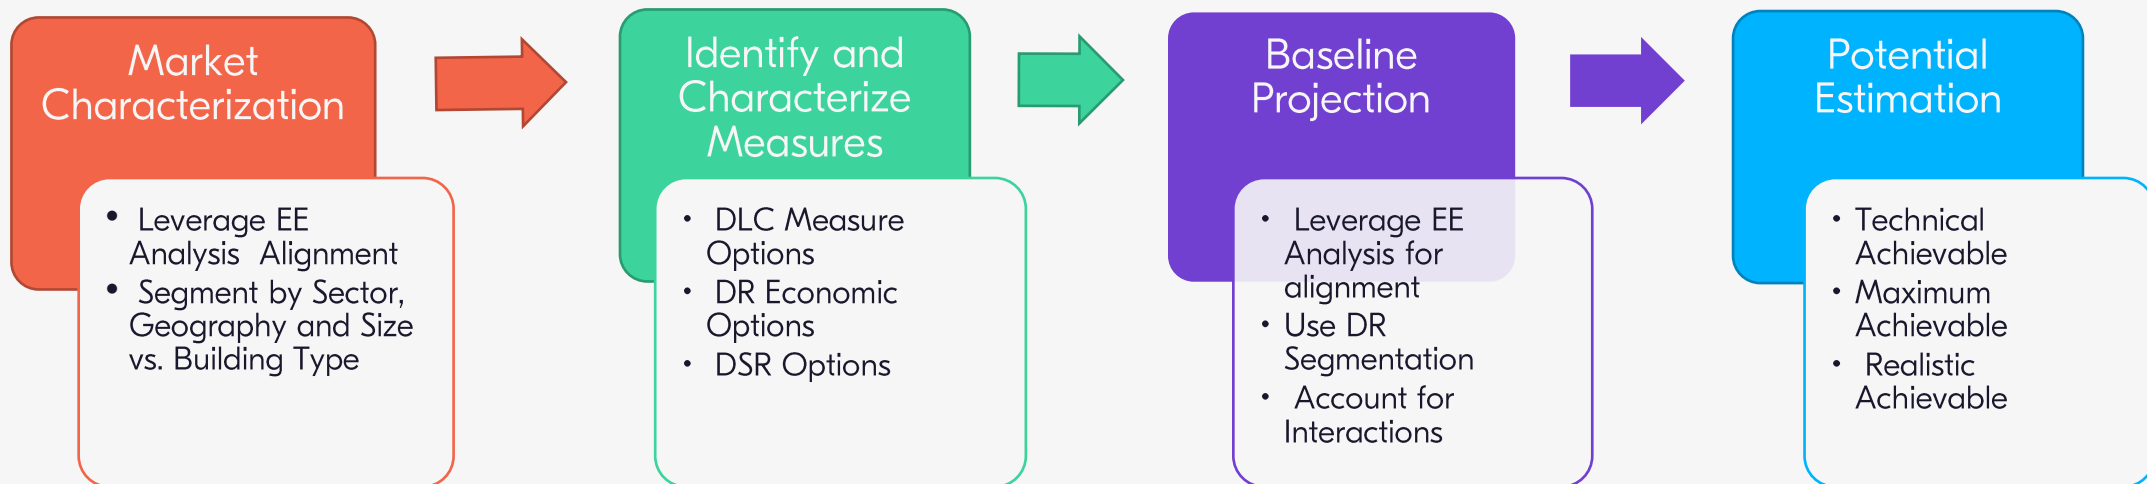 Market
Characterization
• Leverage EE
Analysis Alignment
• Segment by Sector,
Geography and Size
vs. Building Type
Identify and
Characterize
Measures
• DLC Measure
Options
• DR Economic
Options
• DSR Options
Baseline
Projection
• Leverage EE
Analysis for
alignment
• Use DR
Segmentation
• Account for
Interactions
Potential
Estimation
• Technical
Achievable
• Maximum
Achievable
• Realistic
Achievable